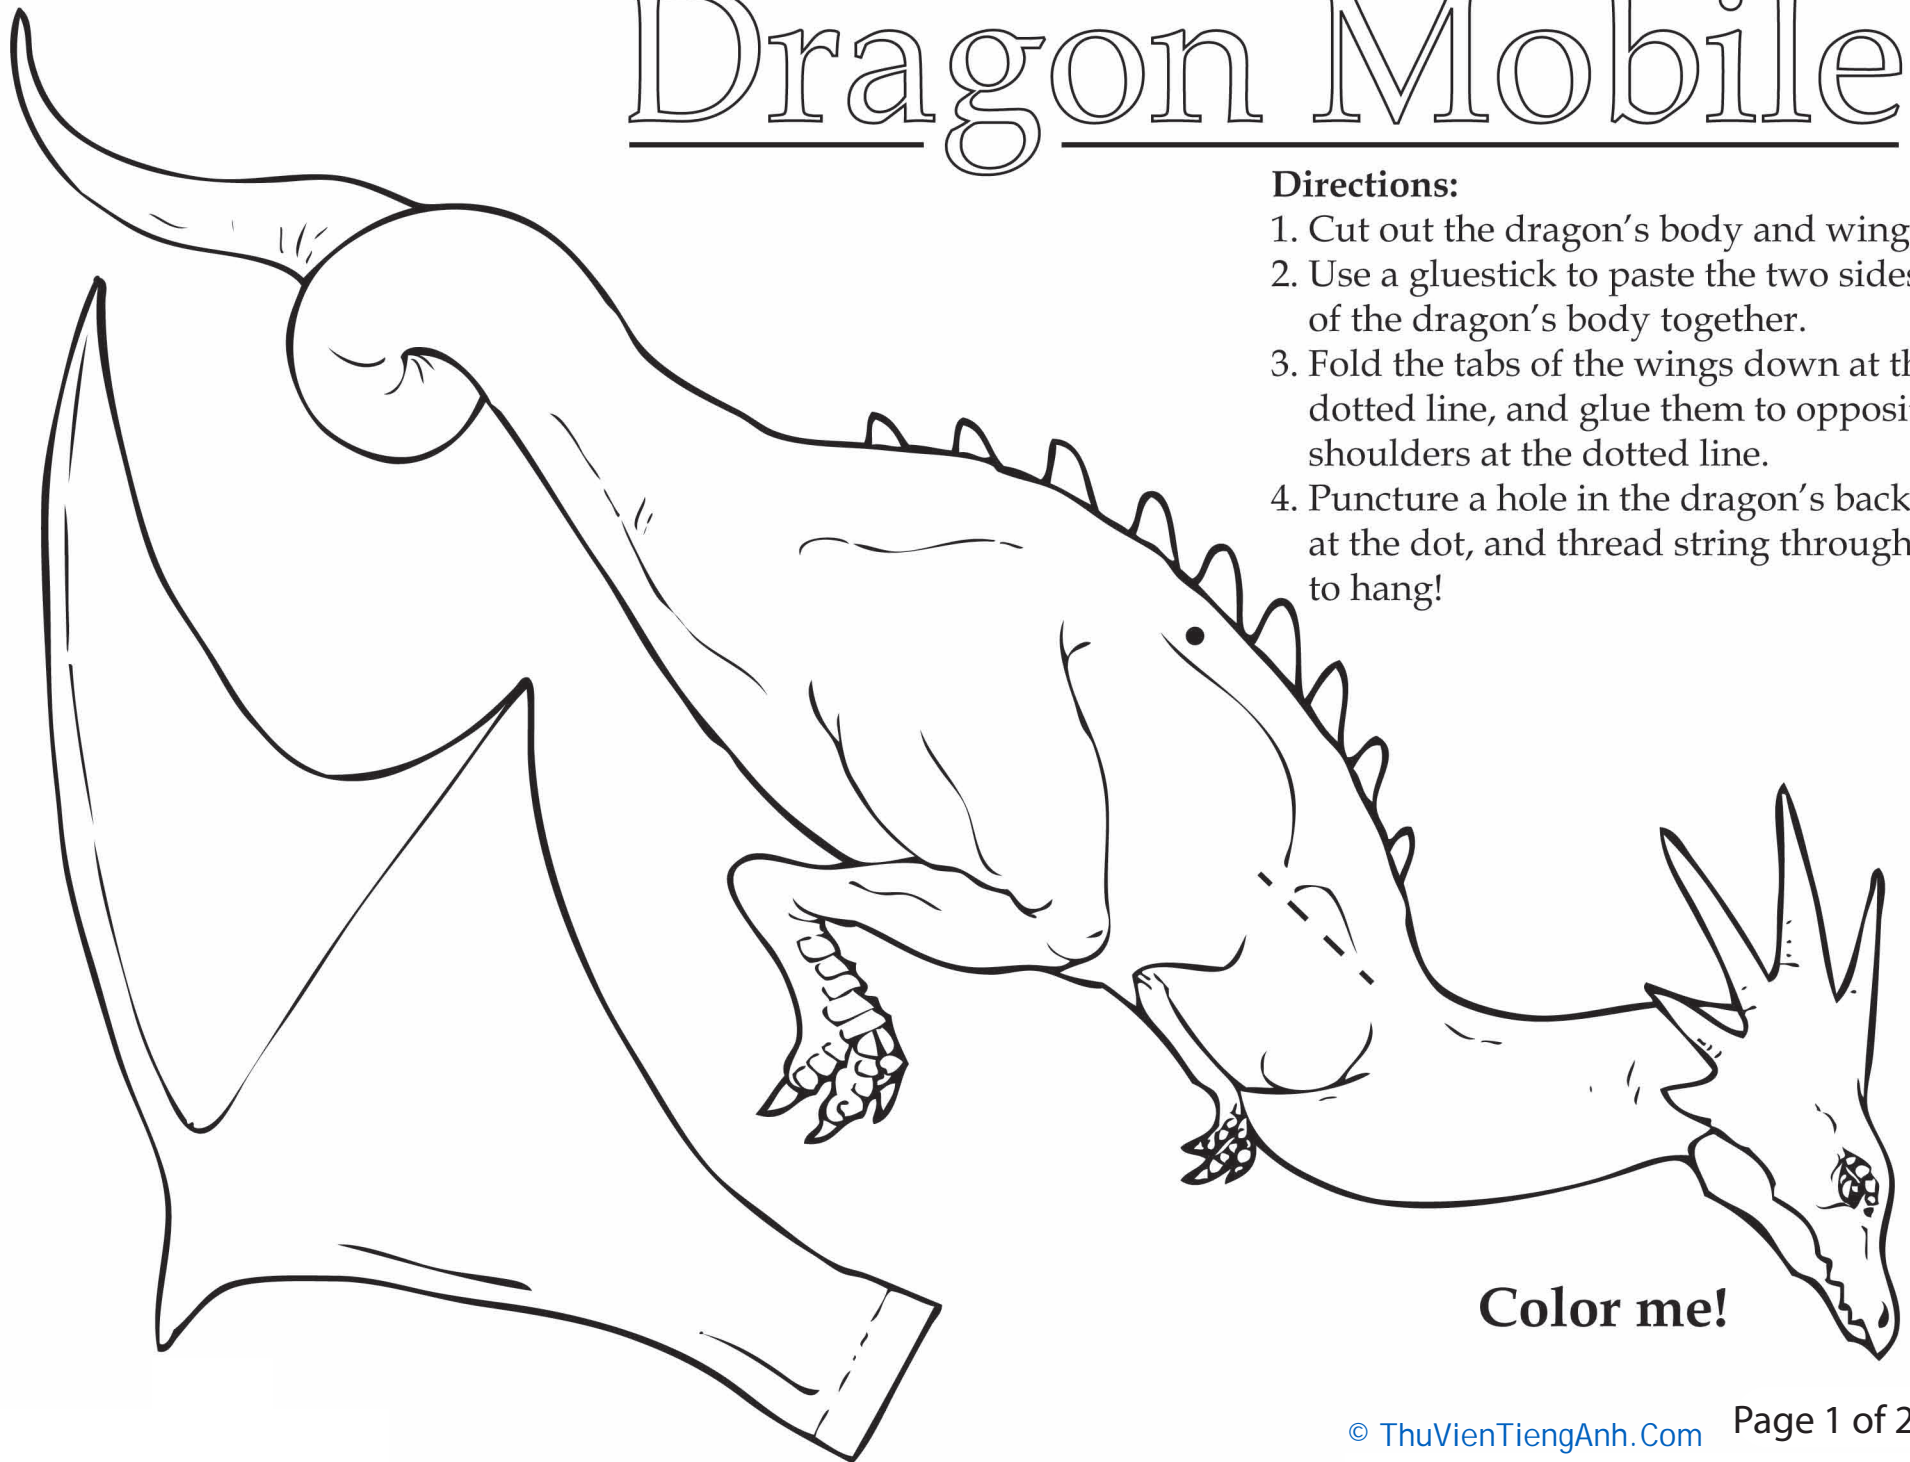 Dragon Mobile
Directions:
1. Cut out the dragon's body and wing
2. Use a gluestick to paste the two sides
of the dragon's body together.
3. Fold the tabs of the wings down at th
dotted line, and glue them to opposi
shoulders at the dotted line.
4. Puncture a hole in the dragon's back
at the dot, and thread string through
to hang!
Color me!
© ThuVienTiengAnh.Com
Page 1 of 2